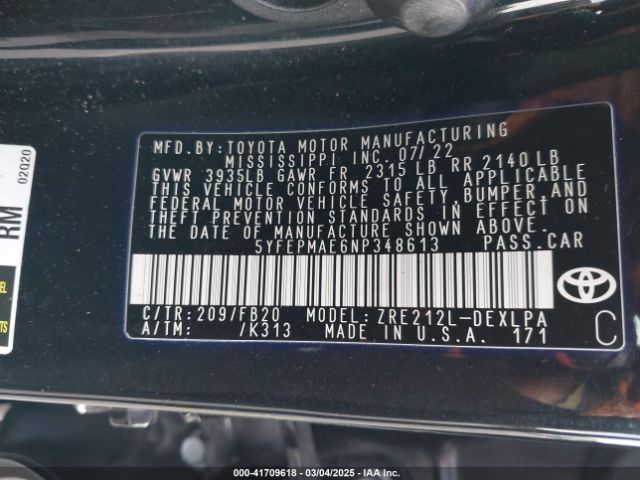 02020
RM
MFD.BY:TOYOTA MOTOR MANUFACTURING
MISSISSIPPI INC. 07/22
GVWR 3935LB GAWR FR 2315 LB RR 2140 LB
THIS VEHICLE CONFORMS TO ALL APPLICABLE
FEDERAL MOTOR VEHICLE SAFETY,BUMPER,AND
THEFT PREVENTION STANDARDS IN EFFECT ON
THE DATE OF MANUFACTURE SHOWN ABOVE.
5YFEPMAE6NP348613 PASS.CAR
C/TR:209/FB20 MODEL:ZRE212L-DEXLPA
A/TM: /K313 MADE IN U.S.A. 171
C
000-41709618 - 03/04/2025 - IAA Inc.